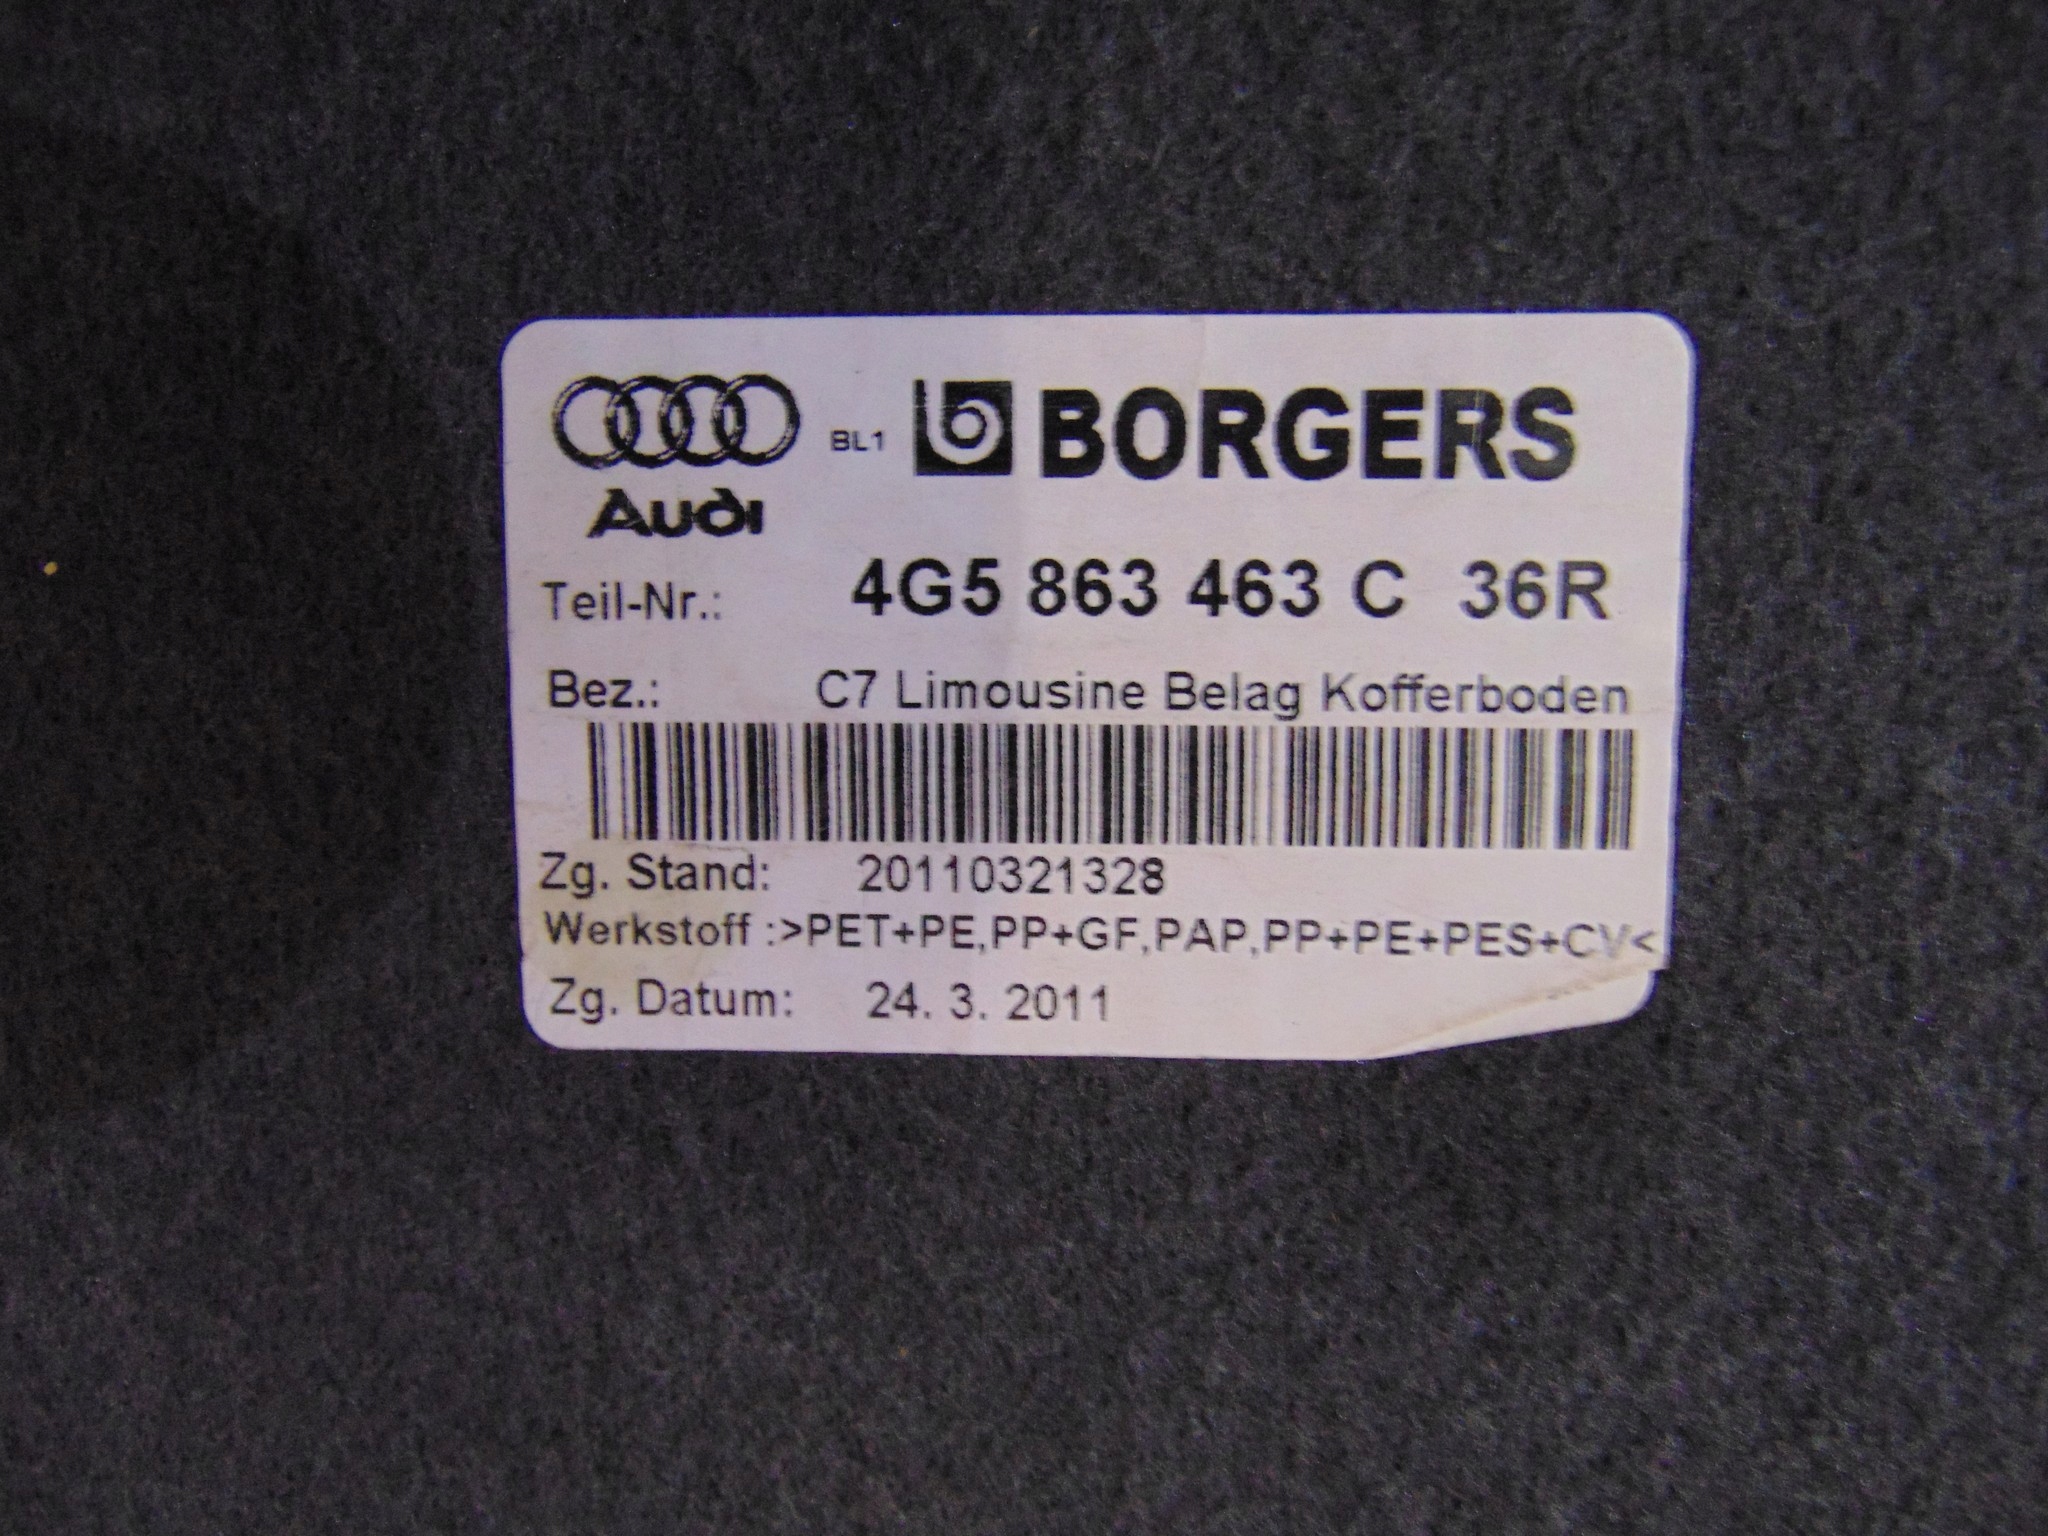 BL1 BORGERS
Audi
Teil-Nr.: 4G5 863 463 C 36R
Bez.: C7 Limousine Belag Kofferboden
Zg. Stand: 20110321328
Werkstoff :>PET+PE,PP+GF,PAP,PP+PE+PES+CV<
Zg. Datum: 24. 3. 2011